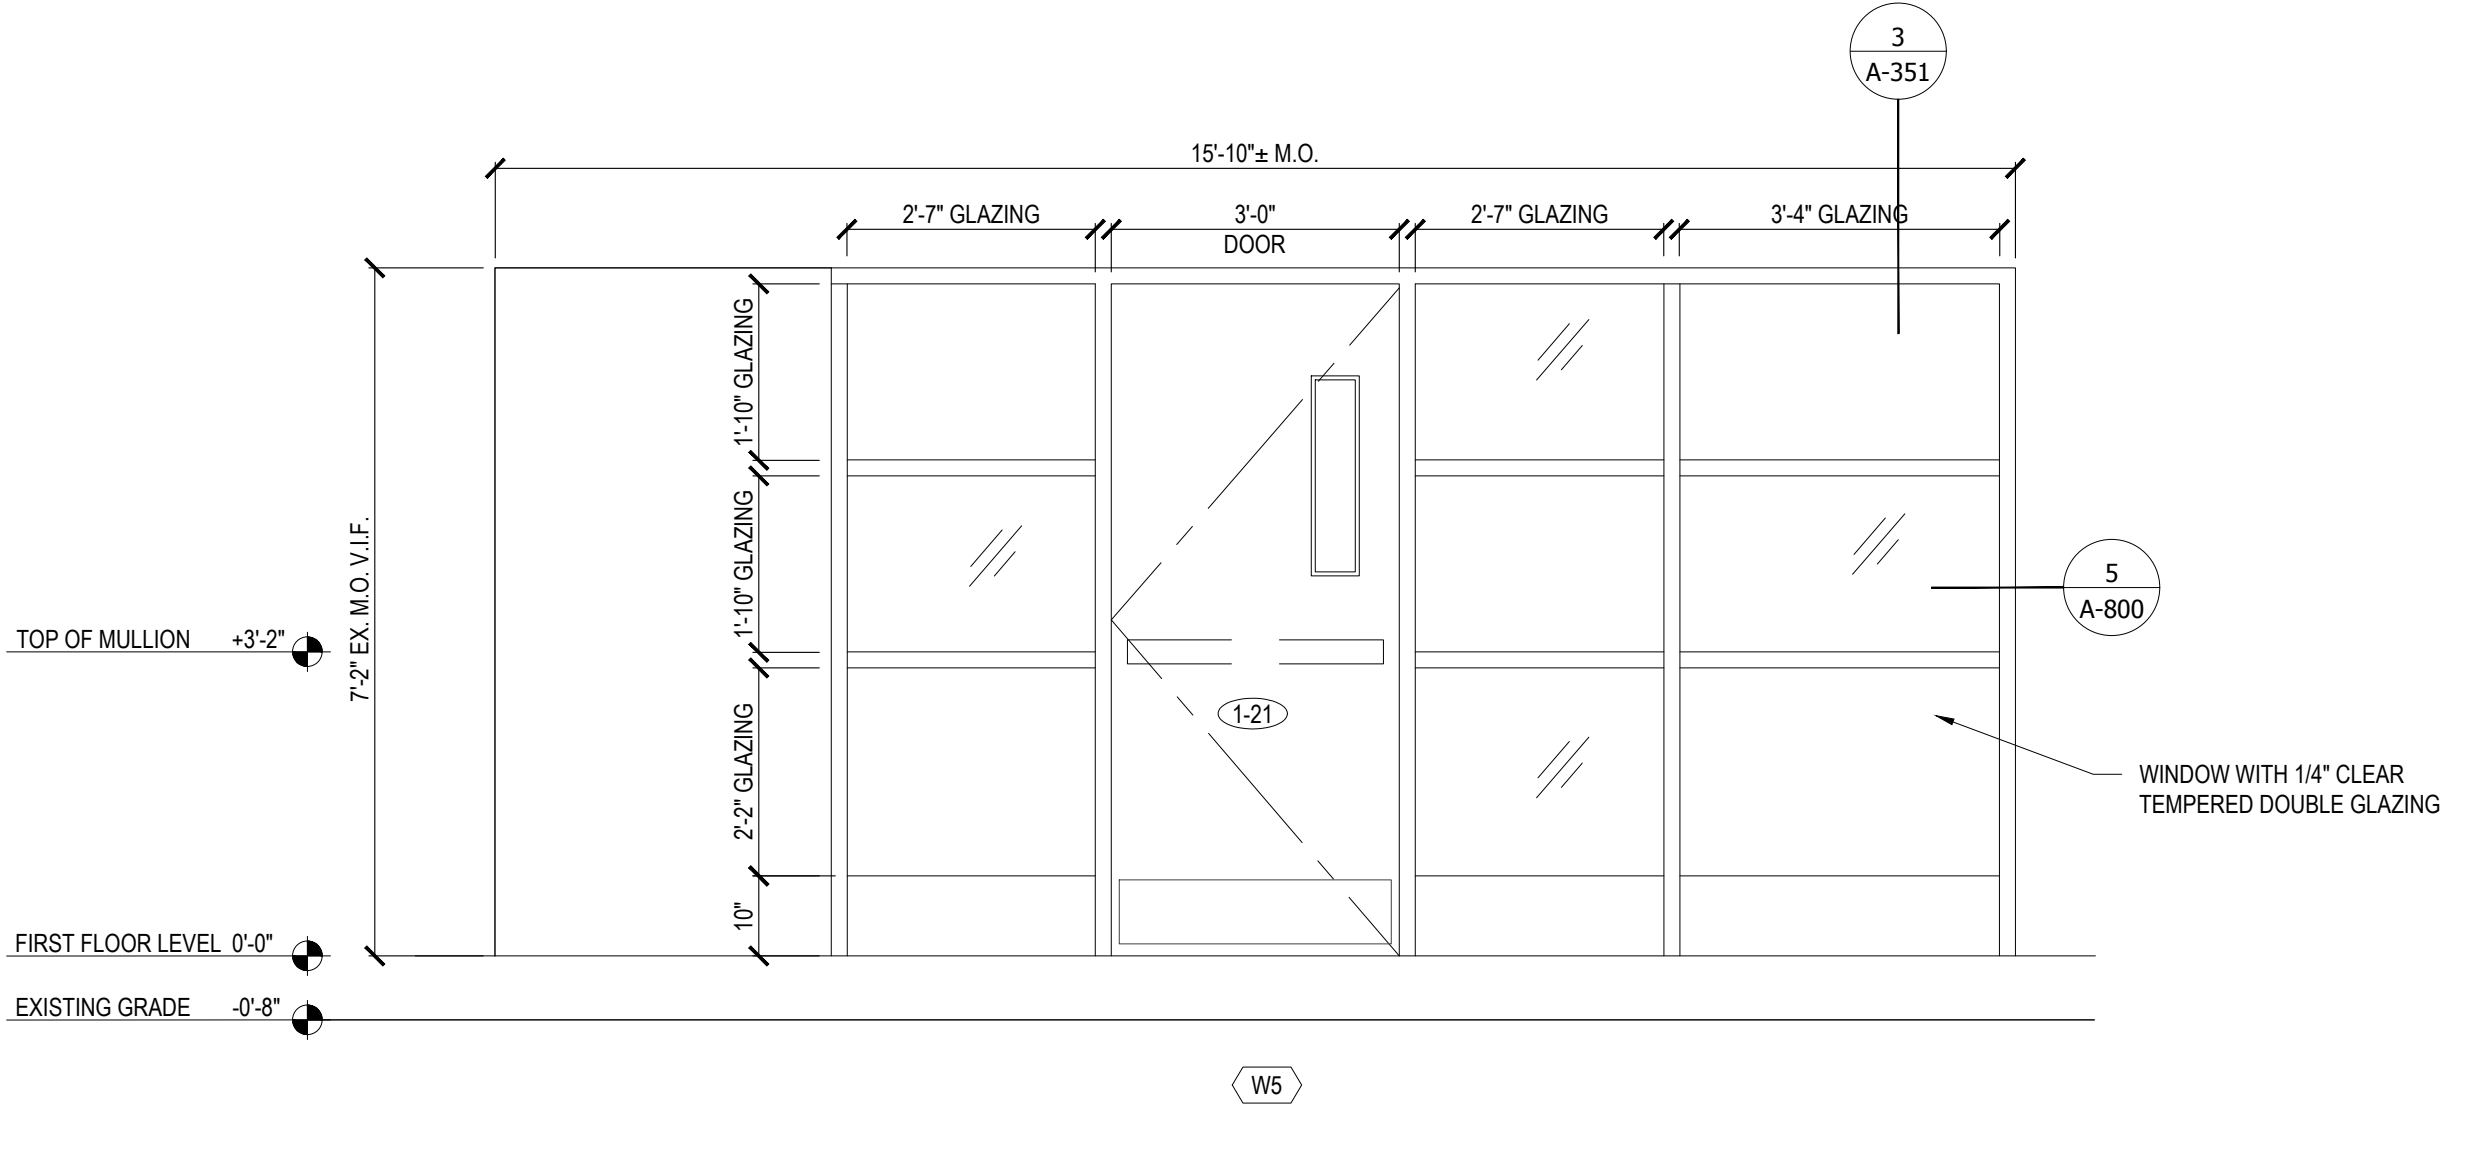 3
A-351
15'-10"± M.O.
2'-7" GLAZING
3'-0"
DOOR
2'-7" GLAZING
3'-4" GLAZING
1'-10" GLAZING
1'-10" GLAZING
2'-2" GLAZING
10"
7'-2" EX. M.O. V.I.F.
5
A-800
TOP OF MULLION +3'-2"
1-21
WINDOW WITH 1/4" CLEAR
TEMPERED DOUBLE GLAZING
FIRST FLOOR LEVEL 0'-0"
EXISTING GRADE -0'-8"
W5